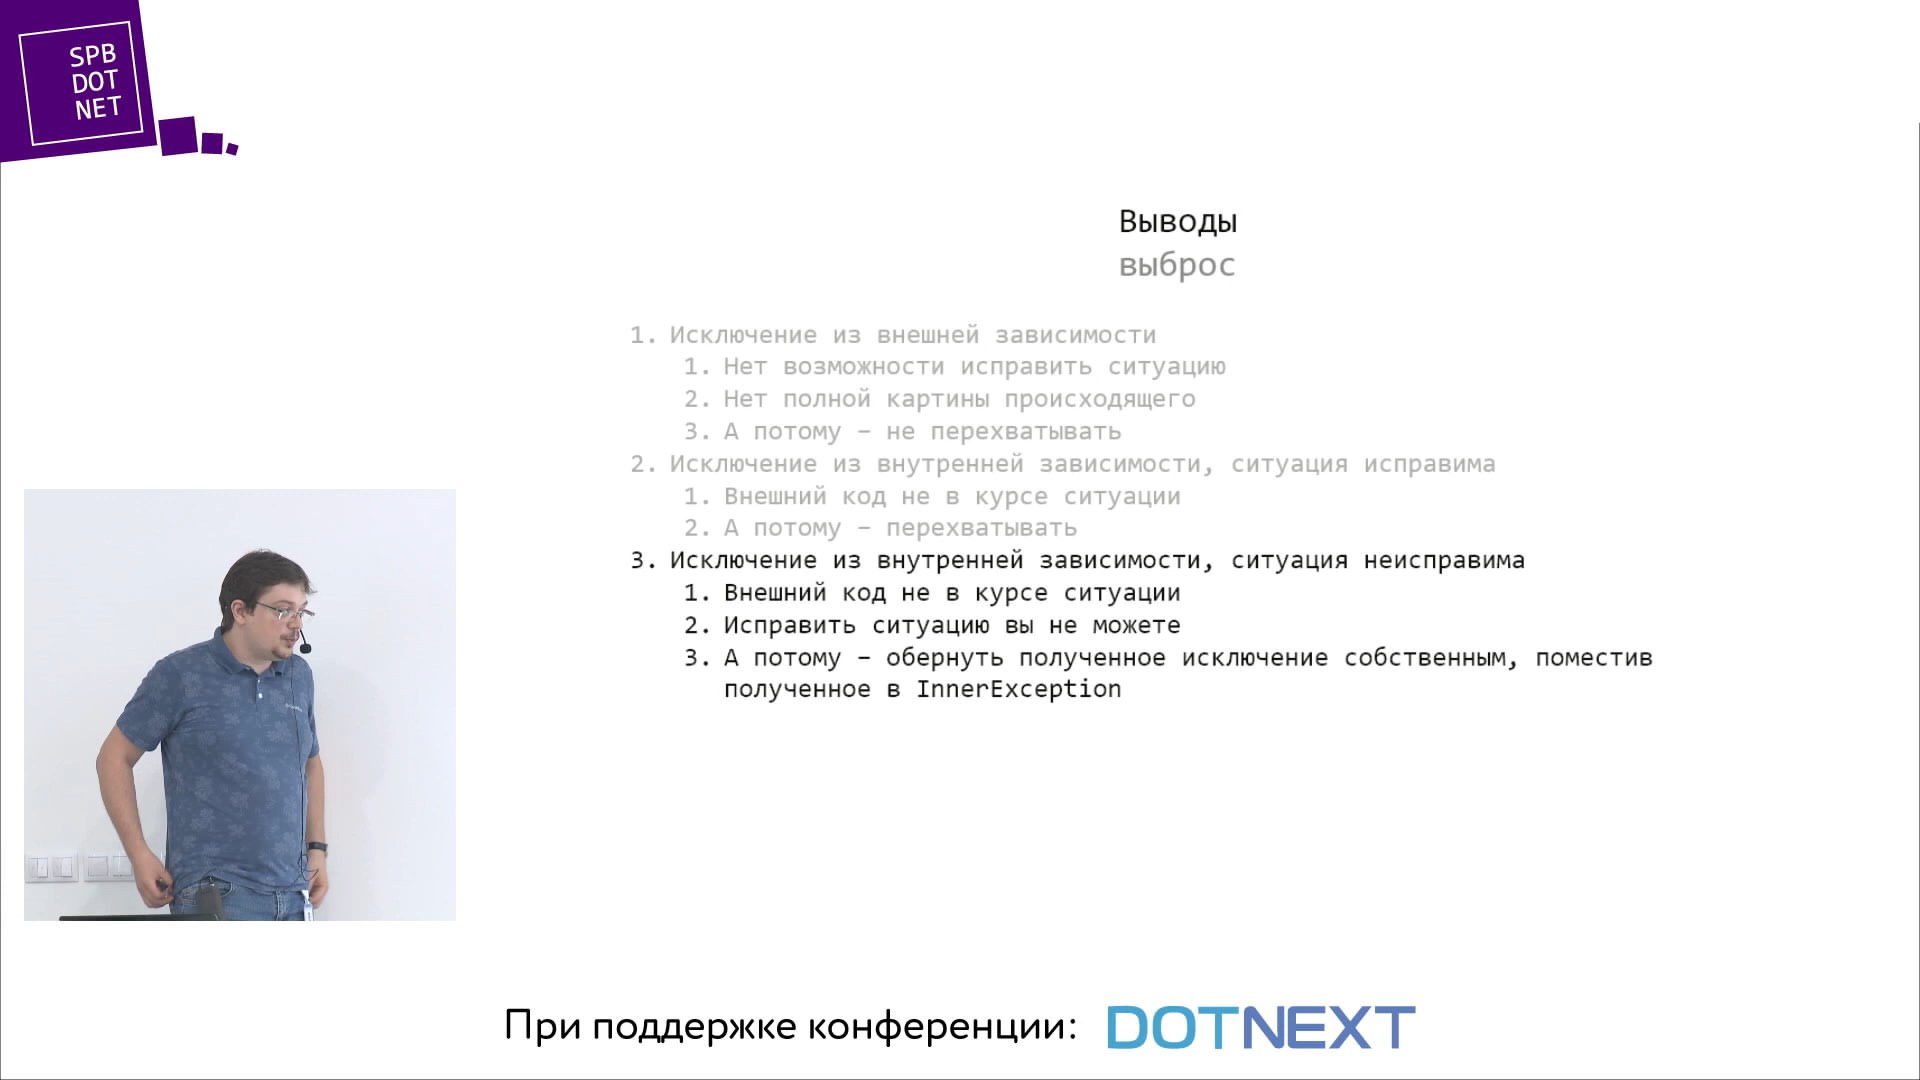 SPB
DOT
NET
Выводы
выброс
1. Исключение из внешней зависимости
1. Нет возможности исправить ситуацию
2. Нет полной картины происходящего
3. А потому – не перехватывать
2. Исключение из внутренней зависимости, ситуация исправима
1. Внешний код не в курсе ситуации
2. А потому – перехватывать
3. Исключение из внутренней зависимости, ситуация неисправима
1. Внешний код не в курсе ситуации
2. Исправить ситуацию вы не можете
3. А потому – обернуть полученное исключение собственным, поместив
полученное в InnerException
При поддержке конференции: DOTNEXT